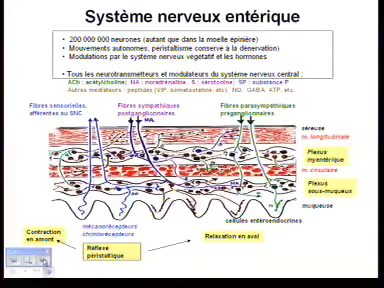 Système nerveux entérique
• 200 000 000 neurones (autant que dans la moelle épinière)
• Mouvements autonomes, péristaltisme conservé à la dénervation)
• Modulations par le système nerveux végétatif et les hormones
• Tous les neurotransmetteurs et modulateurs du système nerveux central :
ACh : acétylcholine; NA : noradrénaline, S : sérotonine; SP : substance P
Autres médiateurs : peptides (VIP, somatostatine, etc), NO, GABA, ATP, etc.
Fibres sensorielles, afférentes au SNC
Fibres sympathiques postganglionnaires
Fibres parasympathiques préganglionnaires
NA
séreuse
m. longitudinale
Plexus myentérique
m. circulaire
Plexus sous-muqueux
muqueuse
cellules entéroendocrines
mécanorécepteurs
chimiorécepteurs
Contraction en amont
Réflexe péristaltique
Relaxation en aval